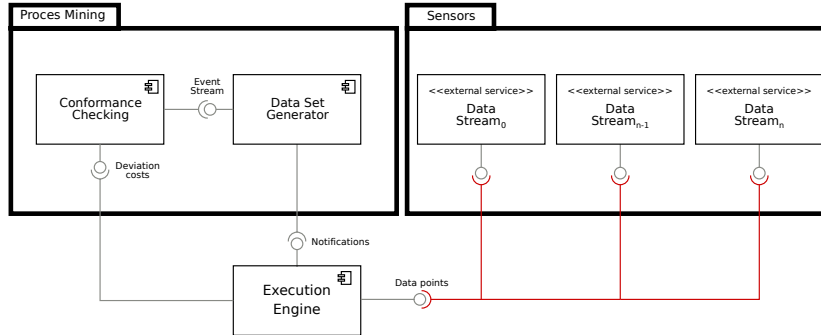 Proces Mining
Sensors
Conformance
Checking
Event
Stream
Data Set
Generator
<<external service>>
Data
Stream0
<<external service>>
Data
Streamn-1
<<external service>>
Data
Streamn
Deviation
costs
Notifications
Execution
Engine
Data points